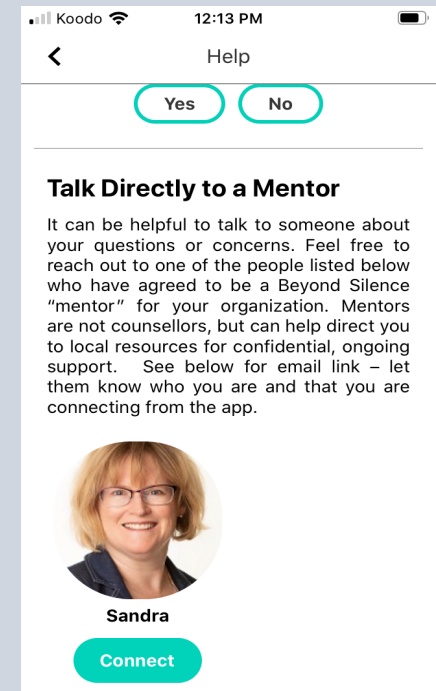 Koodo 12:13 PM
Help
Yes No
Talk Directly to a Mentor
It can be helpful to talk to someone about
your questions or concerns. Feel free to
reach out to one of the people listed below
who have agreed to be a Beyond Silence
“mentor” for your organization. Mentors
are not counsellors, but can help direct you
to local resources for confidential, ongoing
support. See below for email link – let
them know who you are and that you are
connecting from the app.
Sandra
Connect